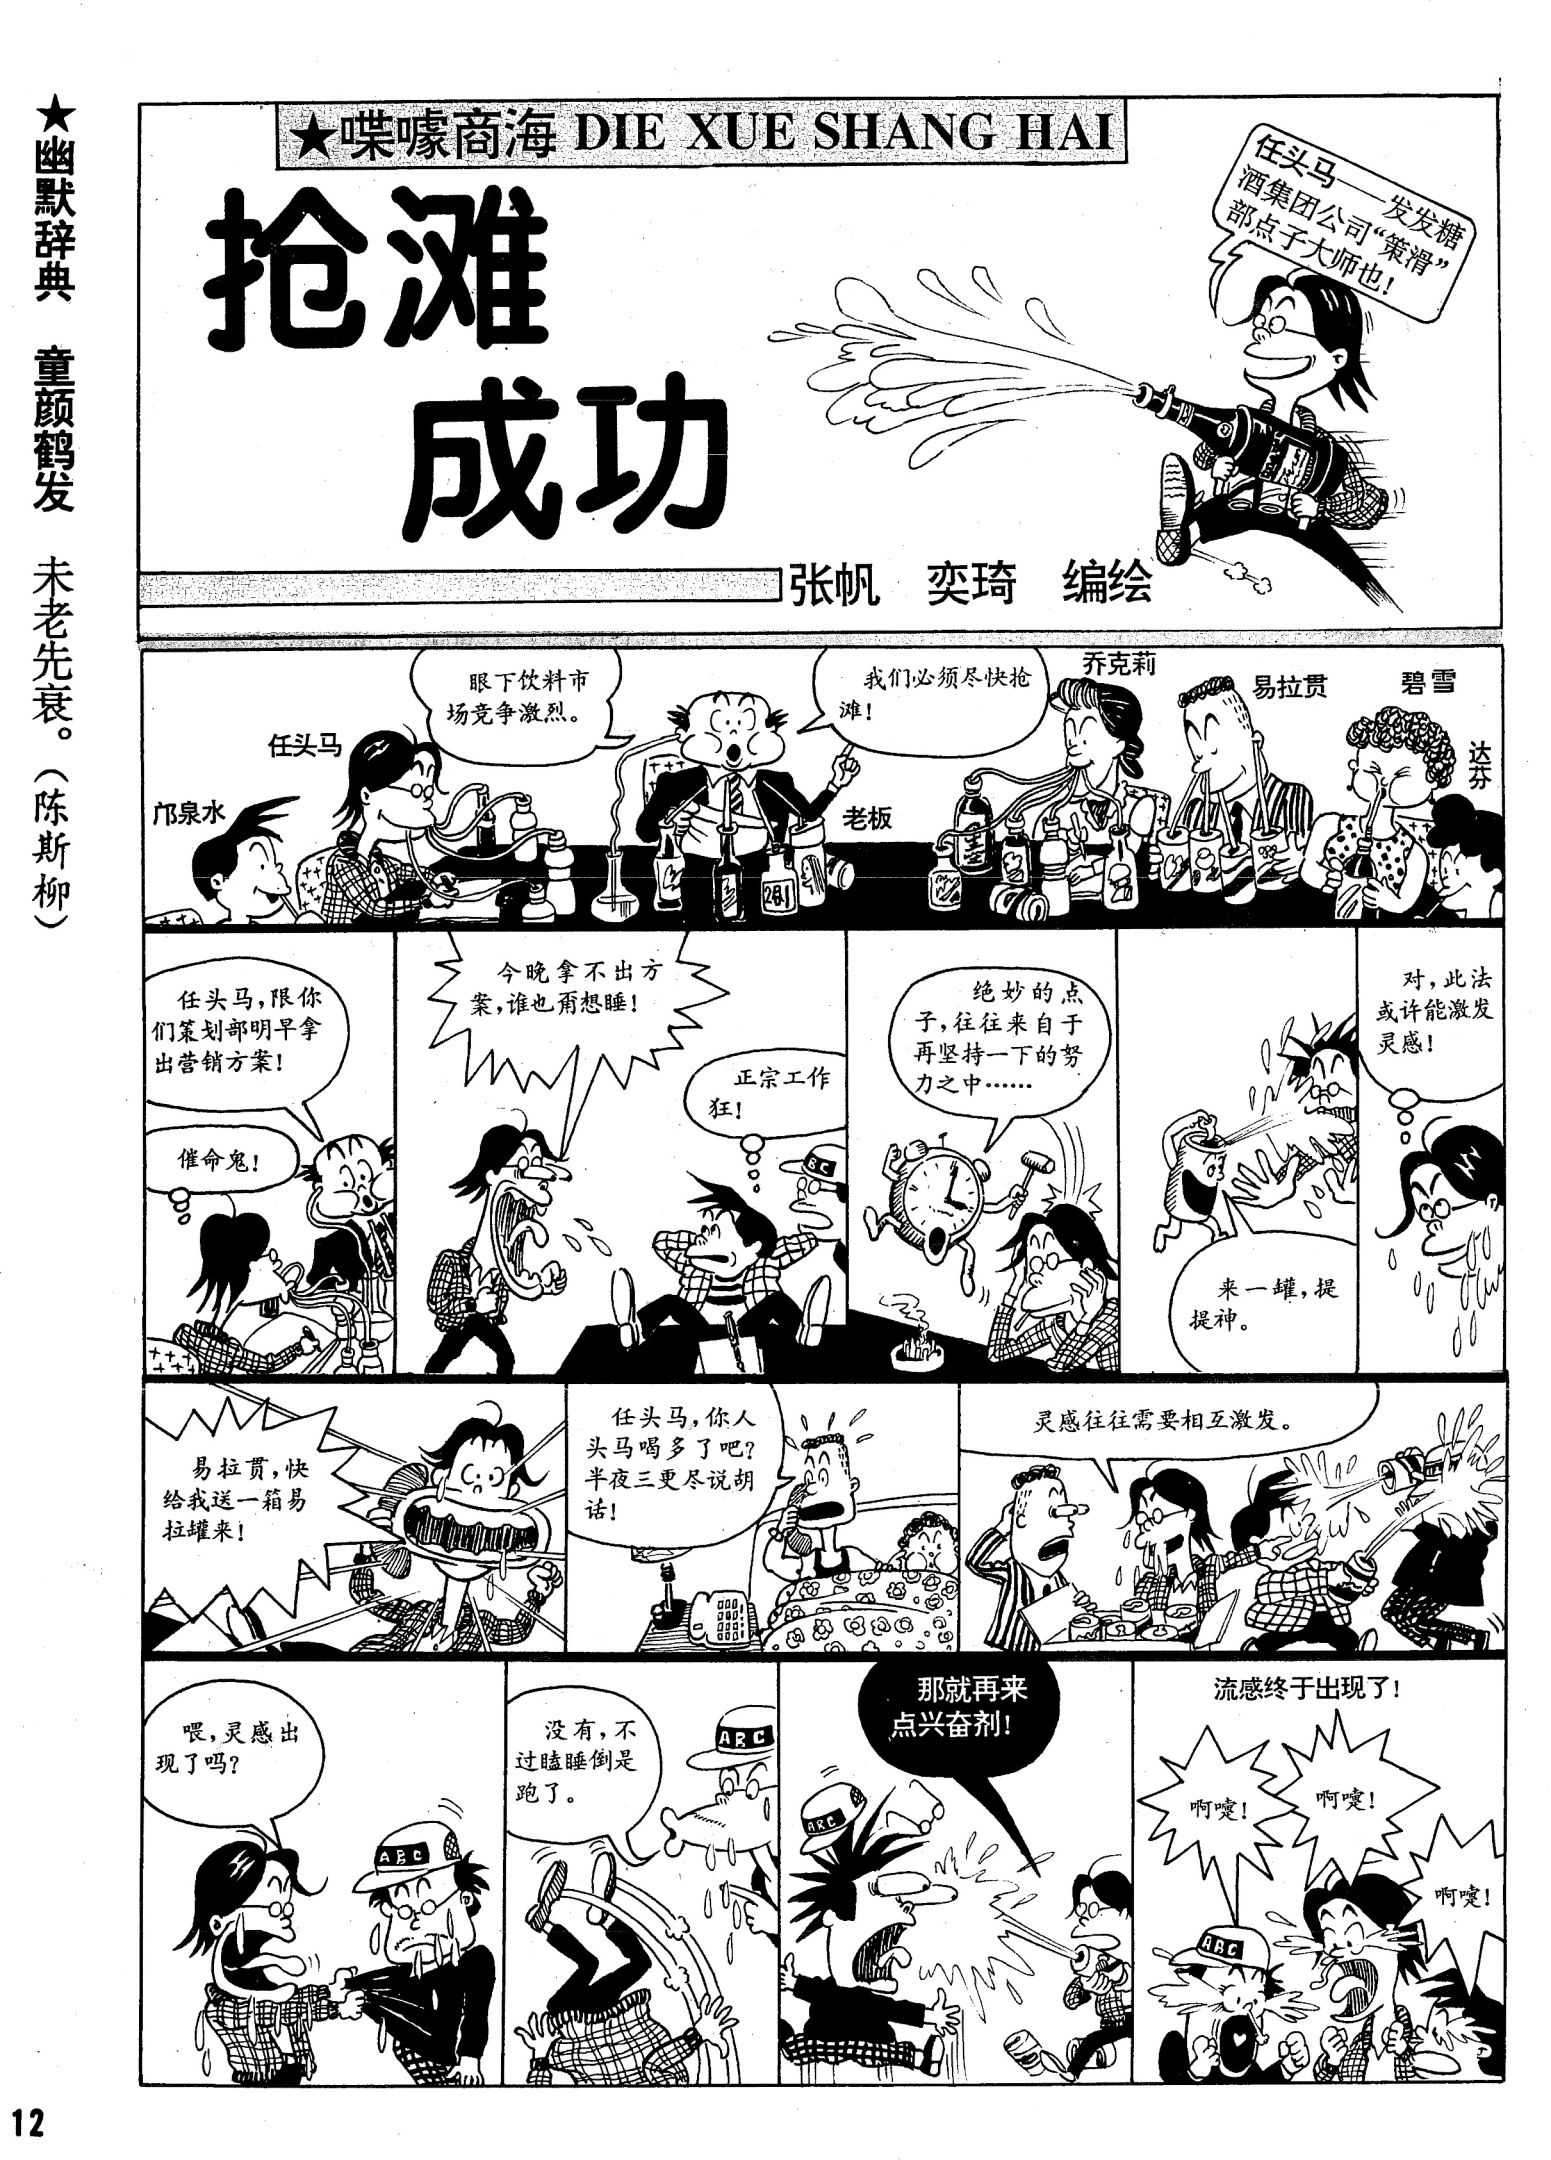 ★幽默辞典 童颜鹤发 未老先衰。(陈斯柳)
★喋噱商海 DIE XUE SHANG HAI
抢滩
成功
任头马——发发糖
酒集团公司“策滑”
部点子大师也!
张帆 奕琦 编绘
邝泉水
任头马
眼下饮料市
场竞争激烈。
我们必须尽快抢
滩!
老板
乔克莉
易拉贯
碧雪
达芬
任头马,限你
们策划部明早拿
出营销方案!
催命鬼!
今晚拿不出方
案,谁也甭想睡!
正宗工作
狂!
ABC
绝妙的点
子,往往来自于
再坚持一下的努
力之中……
来一罐,提
提神。
对,此法
或许能激发
灵感!
易拉贯,快
给我送一箱易
拉罐来!
任头马,你人
头马喝多了吧?
半夜三更尽说胡
话!
灵感往往需要相互激发。
喂,灵感出
现了吗?
ABC
没有,不
过瞌睡倒是
跑了。
ABC
那就再来
点兴奋剂!
ABC
流感终于出现了!
啊嚏!
啊嚏!
啊嚏!
ABC
12